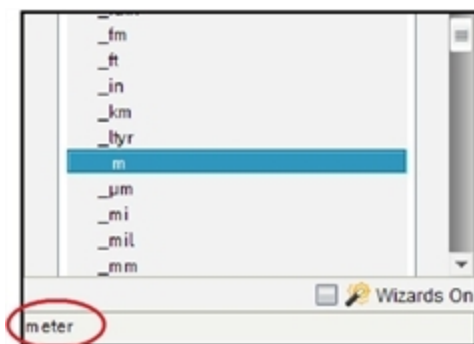 _fm
_ft
_in
_km
_ltyr
_m
_µm
_mi
_mil
_mm
Wizards On
meter